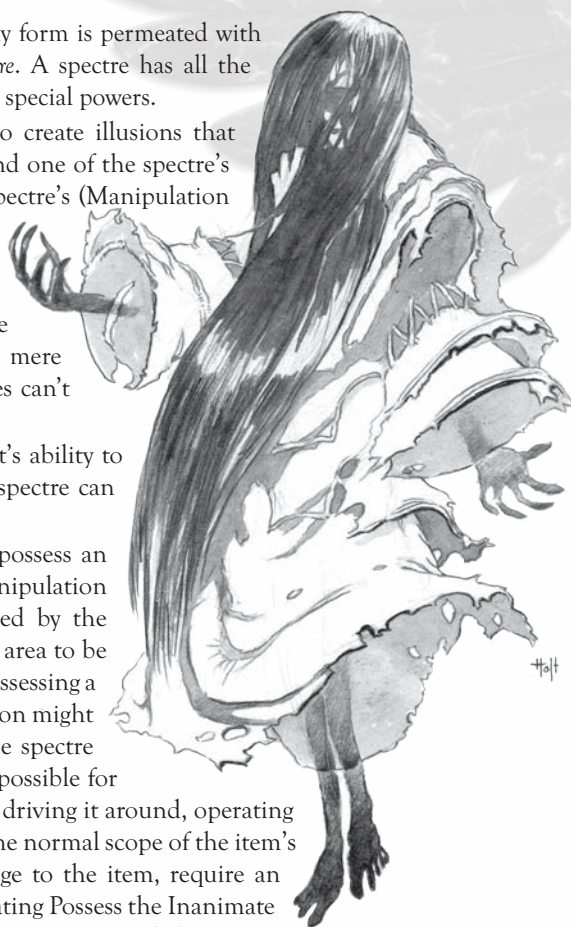 y form is permeated with
re. A spectre has all the
special powers.
o create illusions that
nd one of the spectre's
pectre's (Manipulation
e
mere
es can't
t's ability to
spectre can
possess an
nipulation
ed by the
area to be
ssessing a
on might
e spectre
possible for
driving it around, operating
he normal scope of the item's
ge to the item, require an
ating Possess the Inanimate
Holt